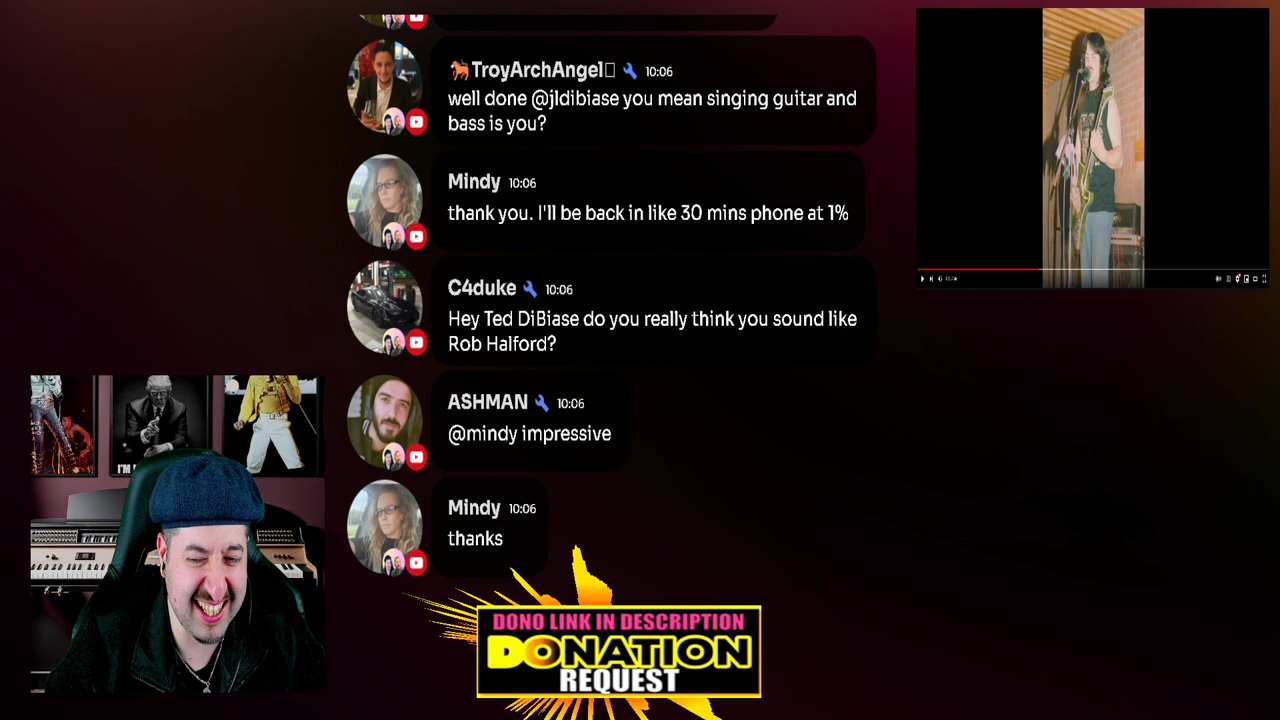 TroyArchAngel 10:06
well done @jldibiase you mean singing guitar and
bass is you?
Mindy 10:06
thank you. I'll be back in like 30 mins phone at 1%
C4duke 10:06
Hey Ted DiBiase do you really think you sound like
Rob Halford?
ASHMAN 10:06
@mindy impressive
Mindy 10:06
thanks
I'M
DONO LINK IN DESCRIPTION
DONATION
REQUEST